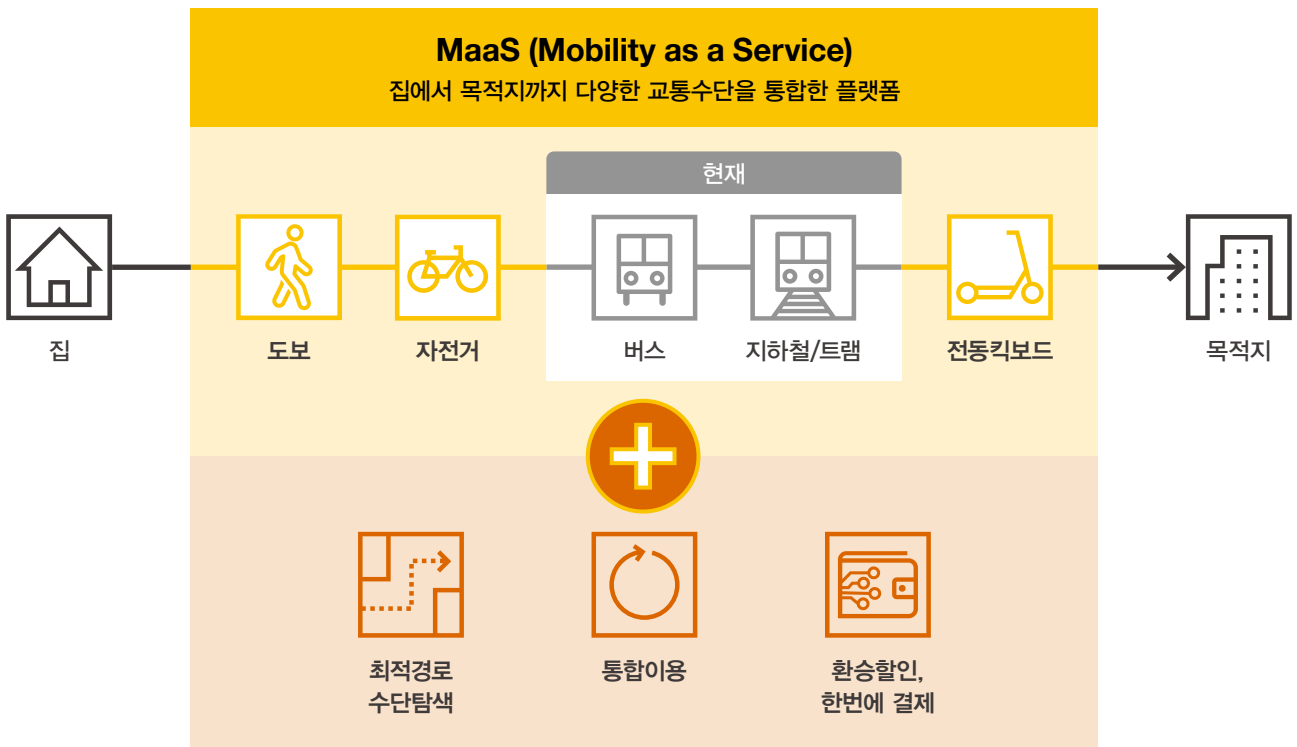 MaaS (Mobility as a Service)
집에서 목적지까지 다양한 교통수단을 통합한 플랫폼
현재
집
도보
자전거
버스
지하철/트램
전동킥보드
목적지
최적경로
수단탐색
통합이용
환승할인,
한번에 결제